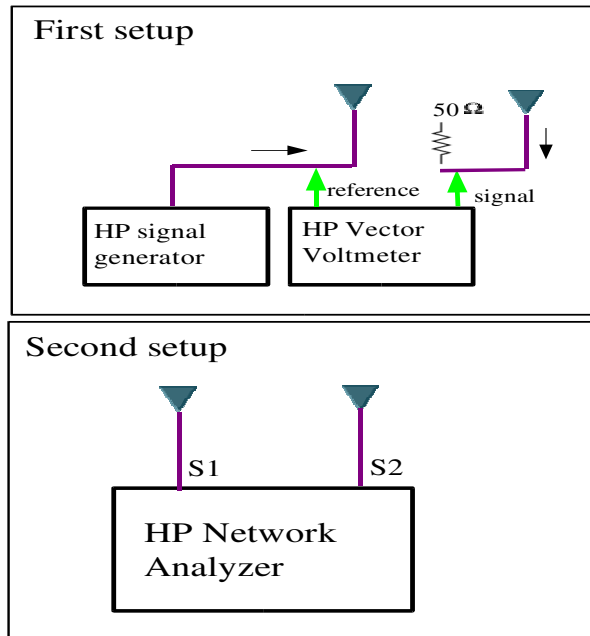 First setup
50 Ω
reference
signal
HP signal
generator
HP Vector
Voltmeter
Second setup
S1
S2
HP Network
Analyzer